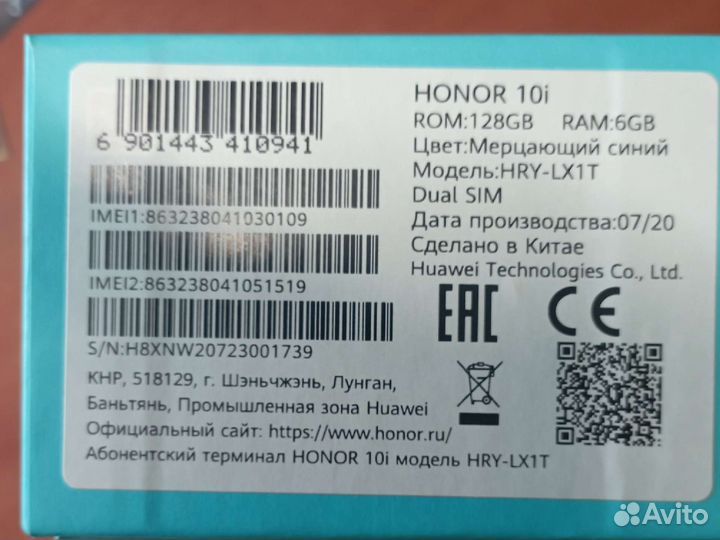 6 901443 410941
IMEI1:863238041030109
IMEI2:863238041051519
S/N:H8XNW20723001739
HONOR 10i
ROM:128GB RAM:6GB
Цвет:Мерцающий синий
Модель:HRY-LX1T
Dual SIM
Дата производства:07/20
Сделано в Китае
Huawei Technologies Co., Ltd.
EAC CE
КНР, 518129, г. Шэньчжэнь, Лунган,
Баньтянь, Промышленная зона Huawei
Официальный сайт: https://www.honor.ru/
Абонентский терминал HONOR 10i модель HRY-LX1T
Avito